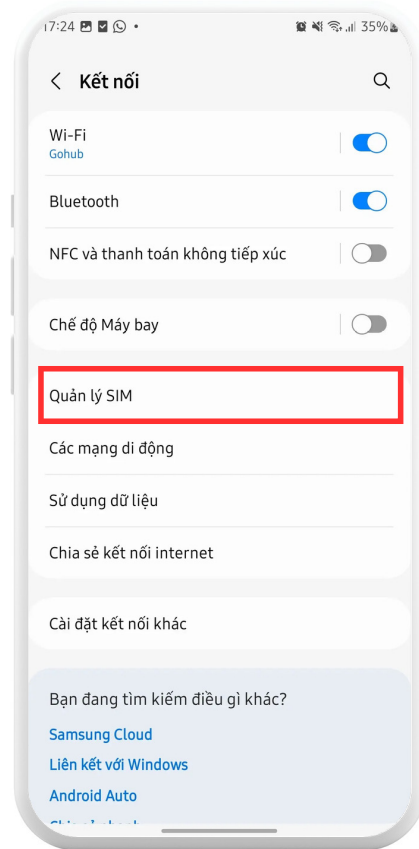 17:24
35%
Kết nối
Wi-Fi
Gohub
Bluetooth
NFC và thanh toán không tiếp xúc
Chế độ Máy bay
Quản lý SIM
Các mạng di động
Sử dụng dữ liệu
Chia sẻ kết nối internet
Cài đặt kết nối khác
Bạn đang tìm kiếm điều gì khác?
Samsung Cloud
Liên kết với Windows
Android Auto